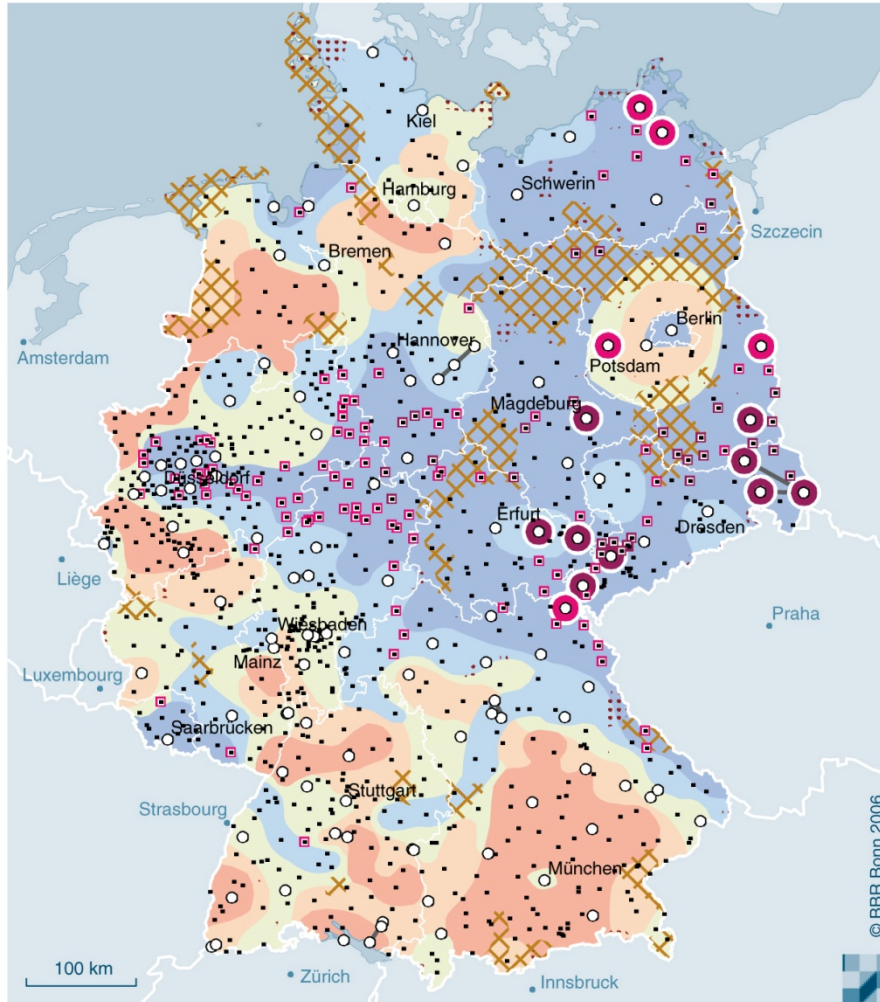 Kiel
Schwerin
Hamburg
Szczecin
Bremen
Berlin
Hannover
Amsterdam
Potsdam
Magdeburg
Düsseldorf
Erfurt
Dresden
Liège
Wiesbaden
Praha
Mainz
Luxembourg
Saarbrücken
Stuttgart
Strasbourg
München
© BBR Bonn 2006
100 km
Zürich
Innsbruck